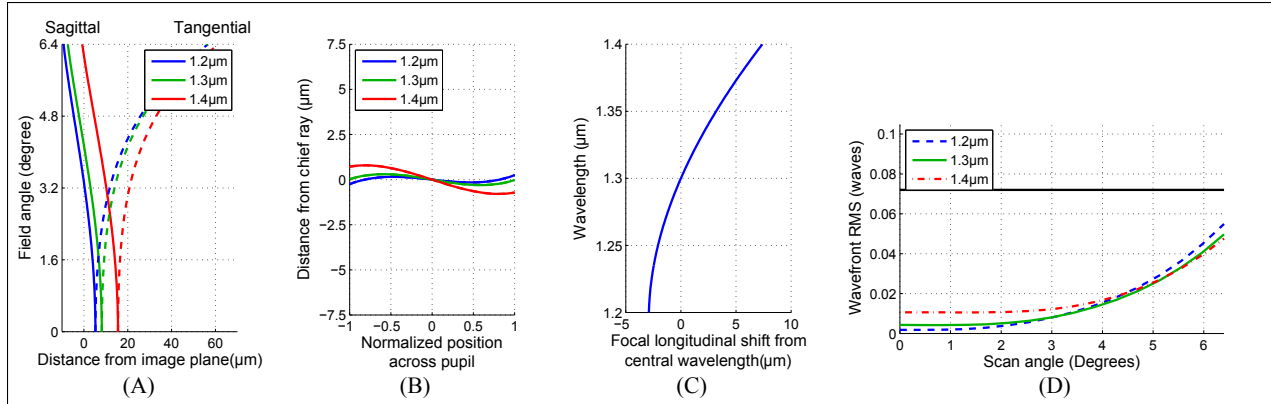 Sagittal
Tangential
6.4
4.8
3.2
1.6
0
0
20
40
60
Field angle (degree)
Distance from image plane(µm)
1.2µm
1.3µm
1.4µm
(A)
7.5
5
2.5
0
−2.5
−5
−7.5
−1
−0.5
0
0.5
1
Distance from chief ray (µm)
Normalized position
across pupil
1.2µm
1.3µm
1.4µm
(B)
1.4
1.35
1.3
1.25
1.2
−5
0
5
10
Wavelength (µm)
Focal longitudinal shift from
central wavelength(µm)
(C)
0.1
0.08
0.06
0.04
0.02
0
0
1
2
3
4
5
6
Wavefront RMS (waves)
Scan angle (Degrees)
1.2µm
1.3µm
1.4µm
(D)